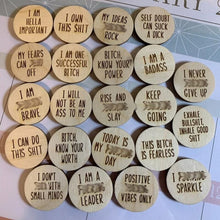 I AM
HELLA
IMPORTANT
I OWN
THIS SHIT
MY IDEAS
ROCK
SELF DOUBT
CAN SUCK
A DICK
MY FEARS
CAN
OFF
I AM ONE
SUCCESSFUL
BITCH
BITCH,
KNOW YOUR
POWER
I AM A
BADASS
I NEVER
GIVE UP
I AM
BRAVE
I WILL
NOT BE AN
ASS TO ME
RISE AND
SLAY
KEEP
GOING
EXHALE
BULLSHIT,
INHALE GOOD
SHIT
I CAN DO
THIS SHIT
BITCH,
KNOW YOUR
WORTH
TODAY IS
MY
DAY
THIS BITCH
IS FEARLESS
I DON'T
WITH
SMALL MINDS
I AM A
LEADER
POSITIVE
VIBES ONLY
I
SPARKLE